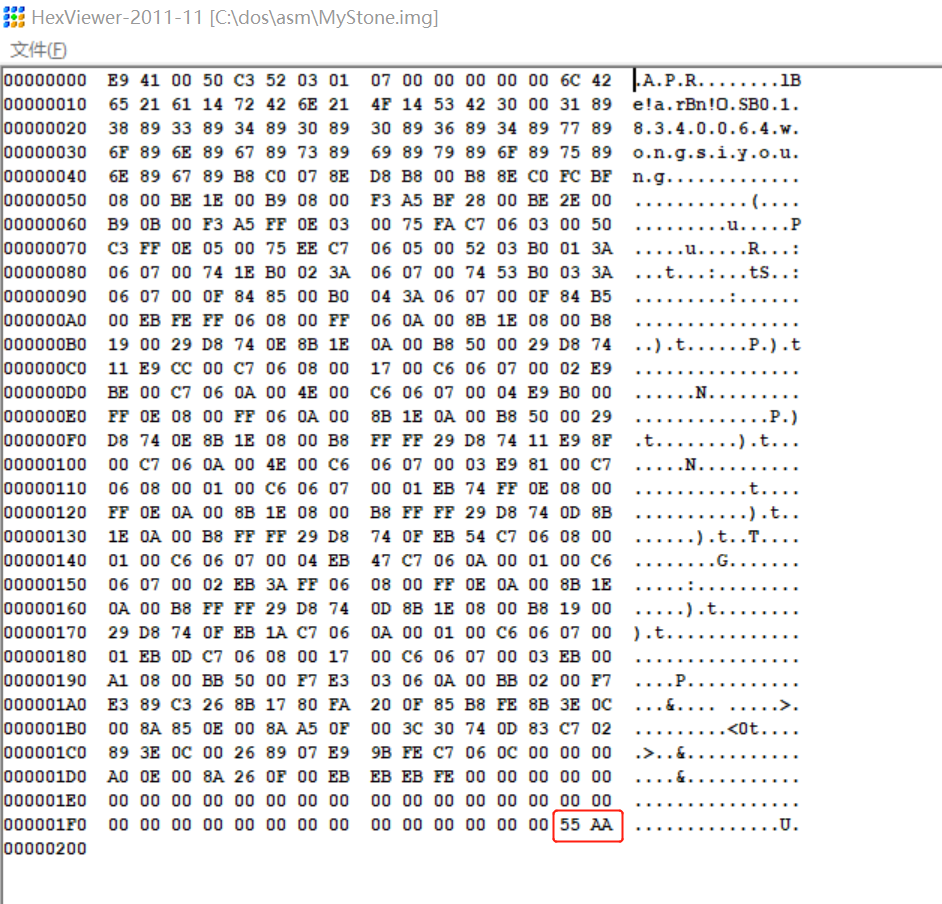 HexViewer-2011-11 [C:\dos\asm\MyStone.img]
文件(F)
00000000 E9 41 00 50 C3 52 03 01 07 00 00 00 00 00 6C 42 .A.P.R........lB
00000010 65 21 61 14 72 42 6E 21 4F 14 53 42 30 00 31 89 e!a.rBn!O.SB0.1.
00000020 38 89 33 89 34 89 30 89 30 89 36 89 34 89 77 89 8.3.4.0.0.6.4.w.
00000030 6F 89 6E 89 67 89 73 89 69 89 79 89 6F 89 75 89 o.n.g.s.i.y.o.u.
00000040 6E 89 67 89 B8 C0 07 8E D8 B8 00 B8 8E C0 FC BF n.g.............
00000050 08 00 BE 1E 00 B9 08 00 F3 A5 BF 28 00 BE 2E 00 ...........(....
00000060 B9 0B 00 F3 A5 FF 0E 03 00 75 FA C7 06 03 00 50 .........u.....P
00000070 C3 FF 0E 05 00 75 EE C7 06 05 00 52 03 B0 01 3A .....u.....R...:
00000080 06 07 00 74 1E B0 02 3A 06 07 00 74 53 B0 03 3A ...t...:...tS..:
00000090 06 07 00 0F 84 85 00 B0 04 3A 06 07 00 0F 84 B5 .........:......
000000A0 00 EB FE FF 06 08 00 FF 06 0A 00 8B 1E 08 00 B8 ................
000000B0 19 00 29 D8 74 0E 8B 1E 0A 00 B8 50 00 29 D8 74 ..).t......P.).t
000000C0 11 E9 CC 00 C7 06 08 00 17 00 C6 06 07 00 02 E9 ................
000000D0 BE 00 C7 06 0A 00 4E 00 C6 06 07 00 04 E9 B0 00 ......N.........
000000E0 FF 0E 08 00 FF 06 0A 00 8B 1E 0A 00 B8 50 00 29 .............P.)
000000F0 D8 74 0E 8B 1E 08 00 B8 FF FF 29 D8 74 11 E9 8F .t........).t...
00000100 00 C7 06 0A 00 4E 00 C6 06 07 00 03 E9 81 00 C7 .....N..........
00000110 06 08 00 01 00 C6 06 07 00 01 EB 74 FF 0E 08 00 ...........t....
00000120 FF 0E 0A 00 8B 1E 08 00 B8 FF FF 29 D8 74 0D 8B ...........).t..
00000130 1E 0A 00 B8 FF FF 29 D8 74 0F EB 54 C7 06 08 00 ......).t..T....
00000140 01 00 C6 06 07 00 04 EB 47 C7 06 0A 00 01 00 C6 ........G.......
00000150 06 07 00 02 EB 3A FF 06 08 00 FF 0E 0A 00 8B 1E .....:..........
00000160 0A 00 B8 FF FF 29 D8 74 0D 8B 1E 08 00 B8 19 00 .....).t........
00000170 29 D8 74 0F EB 1A C7 06 0A 00 01 00 C6 06 07 00 ).t.............
00000180 01 EB 0D C7 06 08 00 17 00 C6 06 07 00 03 EB 00 ................
00000190 A1 08 00 BB 50 00 F7 E3 03 06 0A 00 BB 02 00 F7 ....P...........
000001A0 E3 89 C3 26 8B 17 80 FA 20 0F 85 B8 FE 8B 3E 0C ...&.... .....>.
000001B0 00 8A 85 0E 00 8A A5 0F 00 3C 30 74 0D 83 C7 02 .........<0t....
000001C0 89 3E 0C 00 26 89 07 E9 9B FE C7 06 0C 00 00 00 .>..&...........
000001D0 A0 0E 00 8A 26 0F 00 EB EB EB FE 00 00 00 00 00 ....&...........
000001E0 00 00 00 00 00 00 00 00 00 00 00 00 00 00 00 00 ................
000001F0 00 00 00 00 00 00 00 00 00 00 00 00 00 00 55 AA ..............U.
00000200